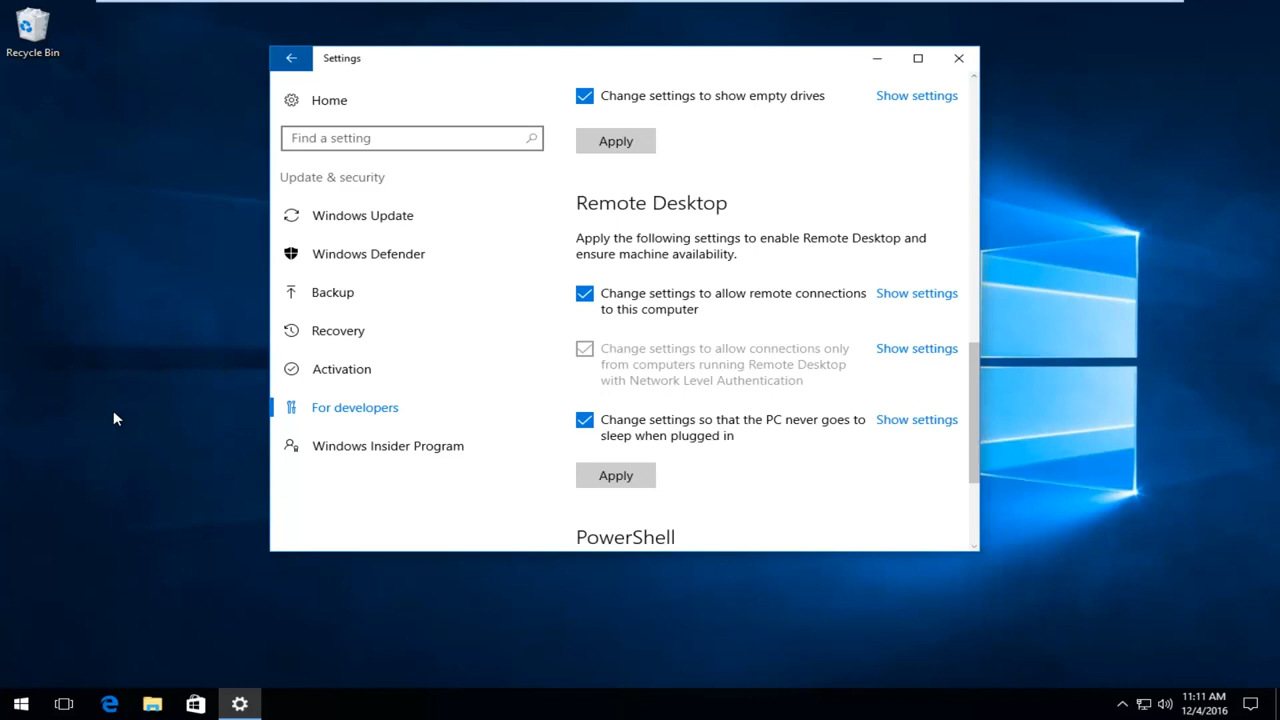 Recycle Bin
Settings
Home
Find a setting
Update & security
Windows Update
Windows Defender
Backup
Recovery
Activation
For developers
Windows Insider Program
Change settings to show empty drives
Show settings
Apply
Remote Desktop
Apply the following settings to enable Remote Desktop and
ensure machine availability.
Change settings to allow remote connections
to this computer
Show settings
Change settings to allow connections only
from computers running Remote Desktop
with Network Level Authentication
Show settings
Change settings so that the PC never goes to
sleep when plugged in
Show settings
Apply
PowerShell
11:11 AM
12/4/2016